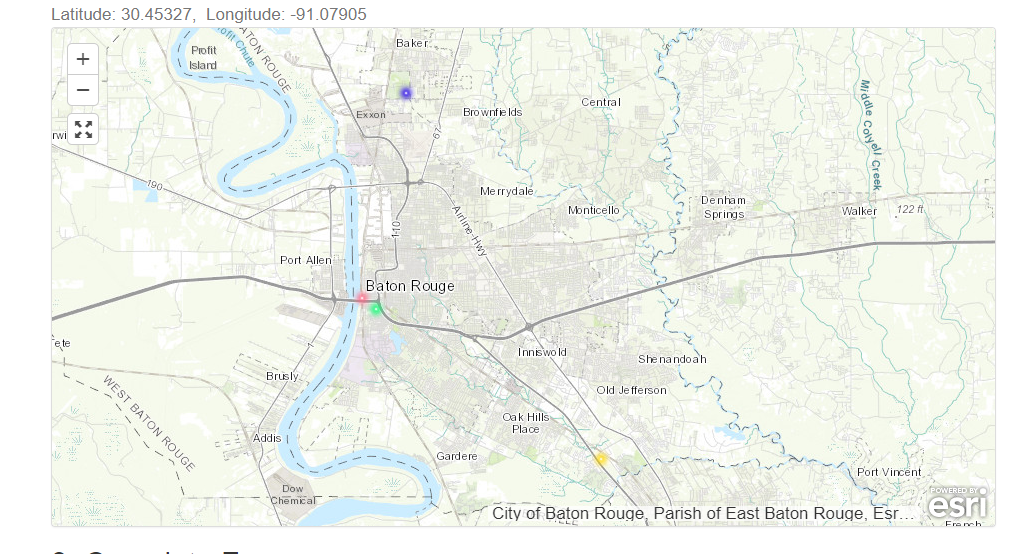 Latitude: 30.45327, Longitude: -91.07905
+
−
Profit
Island
Profit Chute
BATON ROUGE
Baker
Exxon
Brownfields
Central
67
190
Merrydale
Monticello
Denham
Springs
Walker
122 ft
Middle Colyell Creek
Airline Hwy
I-10
Port Allen
Baton Rouge
Inniswold
Shenandoah
Old Jefferson
ete
Brusly
WEST BATON ROUGE
Addis
Oak Hills
Place
Gardere
Dow
Chemical
Port Vincent
POWERED BY
esri
City of Baton Rouge, Parish of East Baton Rouge, Esr...
French